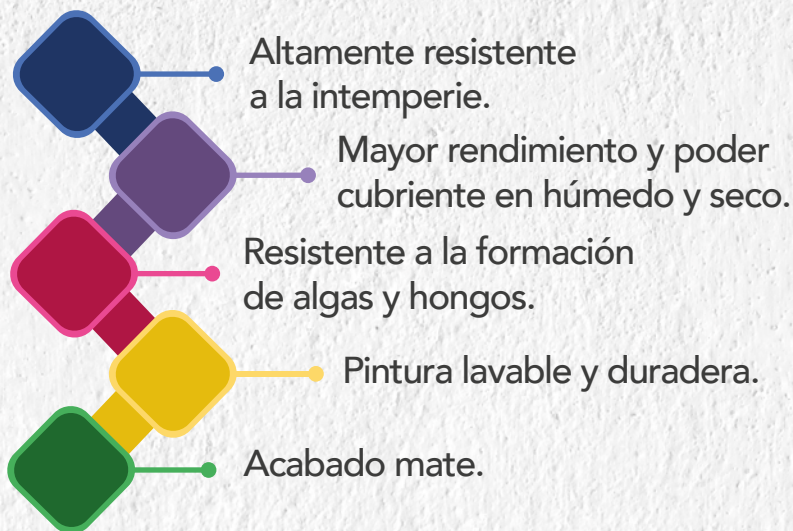 Altamente resistente
a la intemperie.
Mayor rendimiento y poder
cubriente en húmedo y seco.
Resistente a la formación
de algas y hongos.
Pintura lavable y duradera.
Acabado mate.